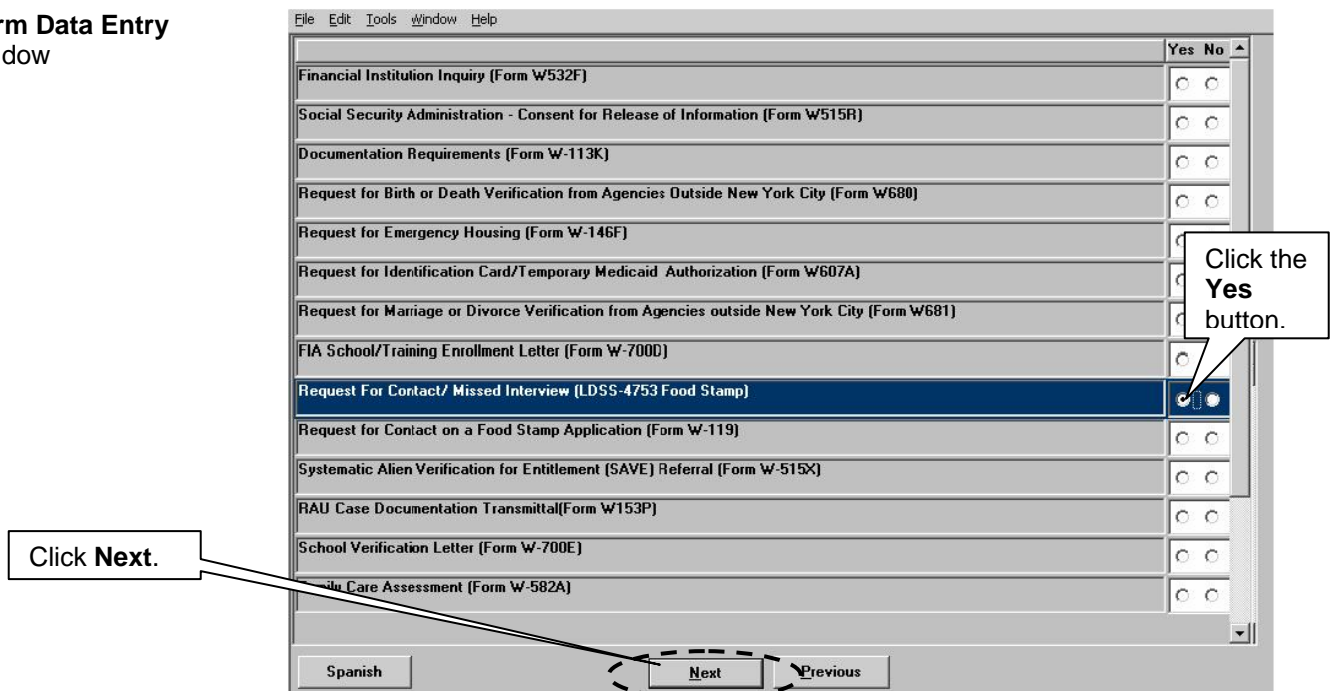 rm Data Entry
dow
File Edit Tools Window Help
Yes No
Financial Institution Inquiry (Form W532F)
Social Security Administration - Consent for Release of Information (Form W515R)
Documentation Requirements (Form W-113K)
Request for Birth or Death Verification from Agencies Outside New York City (Form W680)
Request for Emergency Housing (Form W-146F)
Request for Identification Card/Temporary Medicaid Authorization (Form W607A)
Request for Marriage or Divorce Verification from Agencies outside New York City (Form W681)
FIA School/Training Enrollment Letter (Form W-700D)
Request For Contact/ Missed Interview (LDSS-4753 Food Stamp)
Request for Contact on a Food Stamp Application (Form W-119)
Systematic Alien Verification for Entitlement (SAVE) Referral (Form W-515X)
RAU Case Documentation Transmittal(Form W153P)
School Verification Letter (Form W-700E)
Family Care Assessment (Form W-582A)
Click the
Yes
button.
Click Next.
Spanish Next Previous